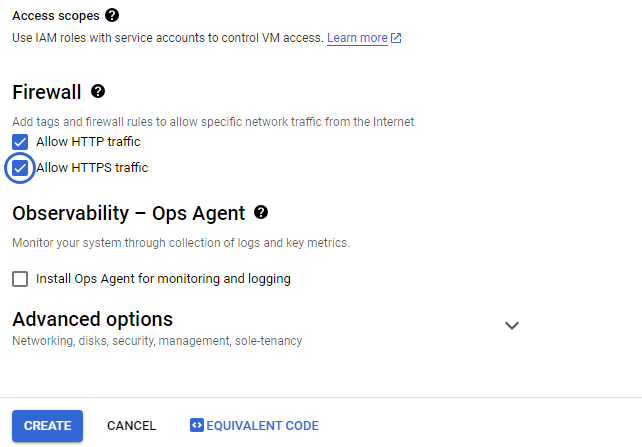 Access scopes
Use IAM roles with service accounts to control VM access. Learn more
Firewall
Add tags and firewall rules to allow specific network traffic from the Internet
Allow HTTP traffic
Allow HTTPS traffic
Observability – Ops Agent
Monitor your system through collection of logs and key metrics.
Install Ops Agent for monitoring and logging
Advanced options
Networking, disks, security, management, sole-tenancy
CREATE CANCEL EQUIVALENT CODE